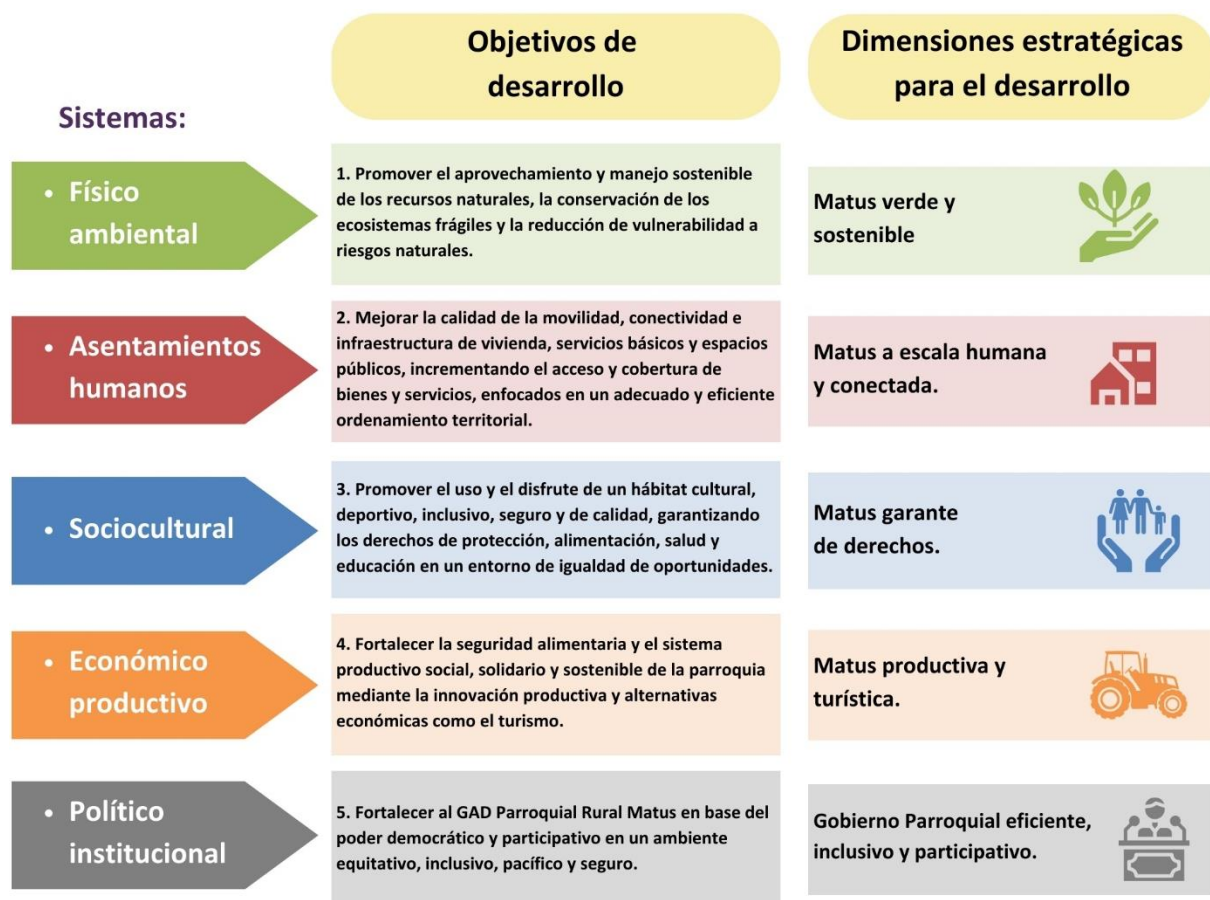 Objetivos de
desarrollo
Dimensiones estratégicas
para el desarrollo
Sistemas:
• Físico
ambiental
1. Promover el aprovechamiento y manejo sostenible
de los recursos naturales, la conservación de los
ecosistemas frágiles y la reducción de vulnerabilidad a
riesgos naturales.
Matus verde y
sostenible
• Asentamientos
humanos
2. Mejorar la calidad de la movilidad, conectividad e
infraestructura de vivienda, servicios básicos y espacios
públicos, incrementando el acceso y cobertura de
bienes y servicios, enfocados en un adecuado y eficiente
ordenamiento territorial.
Matus a escala humana
y conectada.
• Sociocultural
3. Promover el uso y el disfrute de un hábitat cultural,
deportivo, inclusivo, seguro y de calidad, garantizando
los derechos de protección, alimentación, salud y
educación en un entorno de igualdad de oportunidades.
Matus garante
de derechos.
• Económico
productivo
4. Fortalecer la seguridad alimentaria y el sistema
productivo social, solidario y sostenible de la parroquia
mediante la innovación productiva y alternativas
económicas como el turismo.
Matus productiva y
turística.
• Político
institucional
5. Fortalecer al GAD Parroquial Rural Matus en base del
poder democrático y participativo en un ambiente
equitativo, inclusivo, pacífico y seguro.
Gobierno Parroquial eficiente,
inclusivo y participativo.